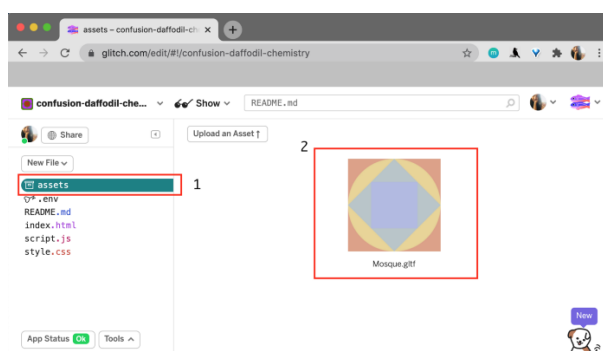 assets – confusion-daffodil-ch
glitch.com/edit/#!/confusion-daffodil-chemistry
confusion-daffodil-che...
Show
README.md
Share
Upload an Asset
New File
2
assets
1
.env
README.md
index.html
script.js
style.css
Mosque.gltf
New
App Status Ok
Tools